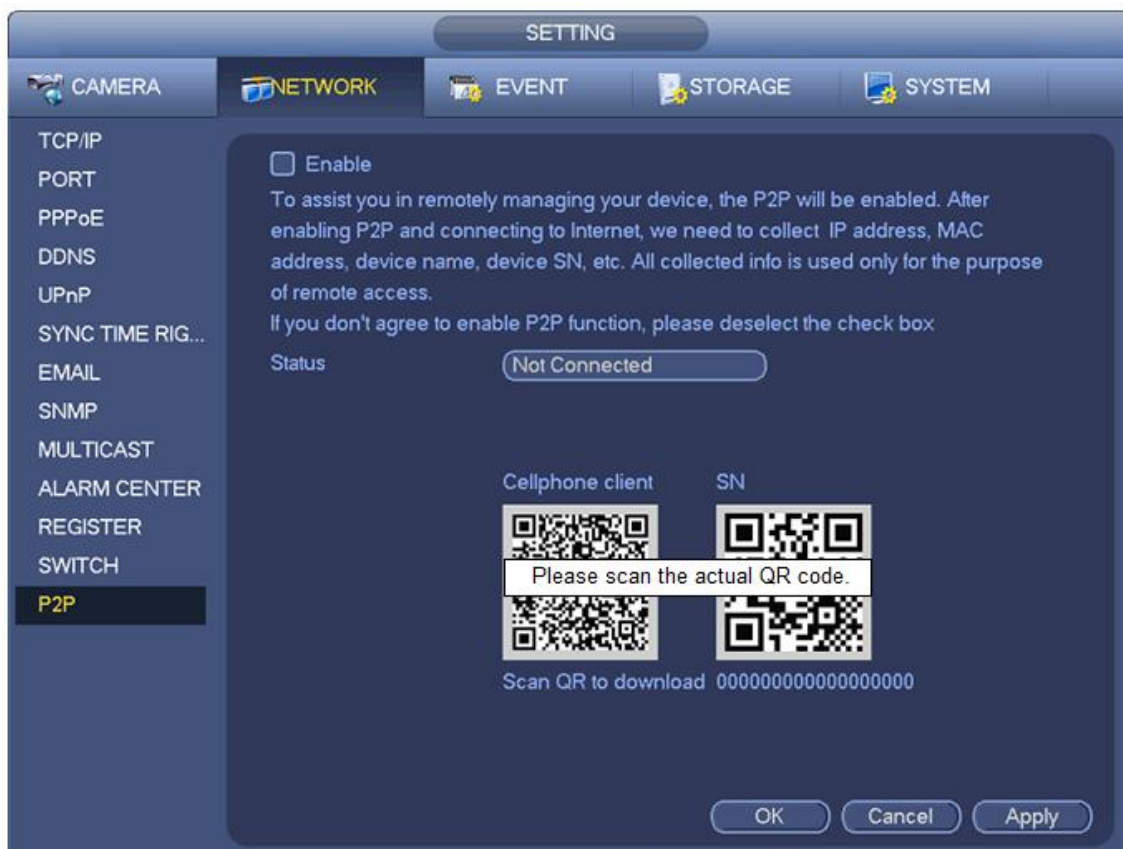 SETTING
CAMERA NETWORK EVENT STORAGE SYSTEM
TCP/IP
PORT
PPPoE
DDNS
UPnP
SYNC TIME RIG...
EMAIL
SNMP
MULTICAST
ALARM CENTER
REGISTER
SWITCH
P2P
Enable
To assist you in remotely managing your device, the P2P will be enabled. After
enabling P2P and connecting to Internet, we need to collect IP address, MAC
address, device name, device SN, etc. All collected info is used only for the purpose
of remote access.
If you don't agree to enable P2P function, please deselect the check box
Status Not Connected
Cellphone client SN
Please scan the actual QR code.
Scan QR to download 000000000000000000
OK Cancel Apply